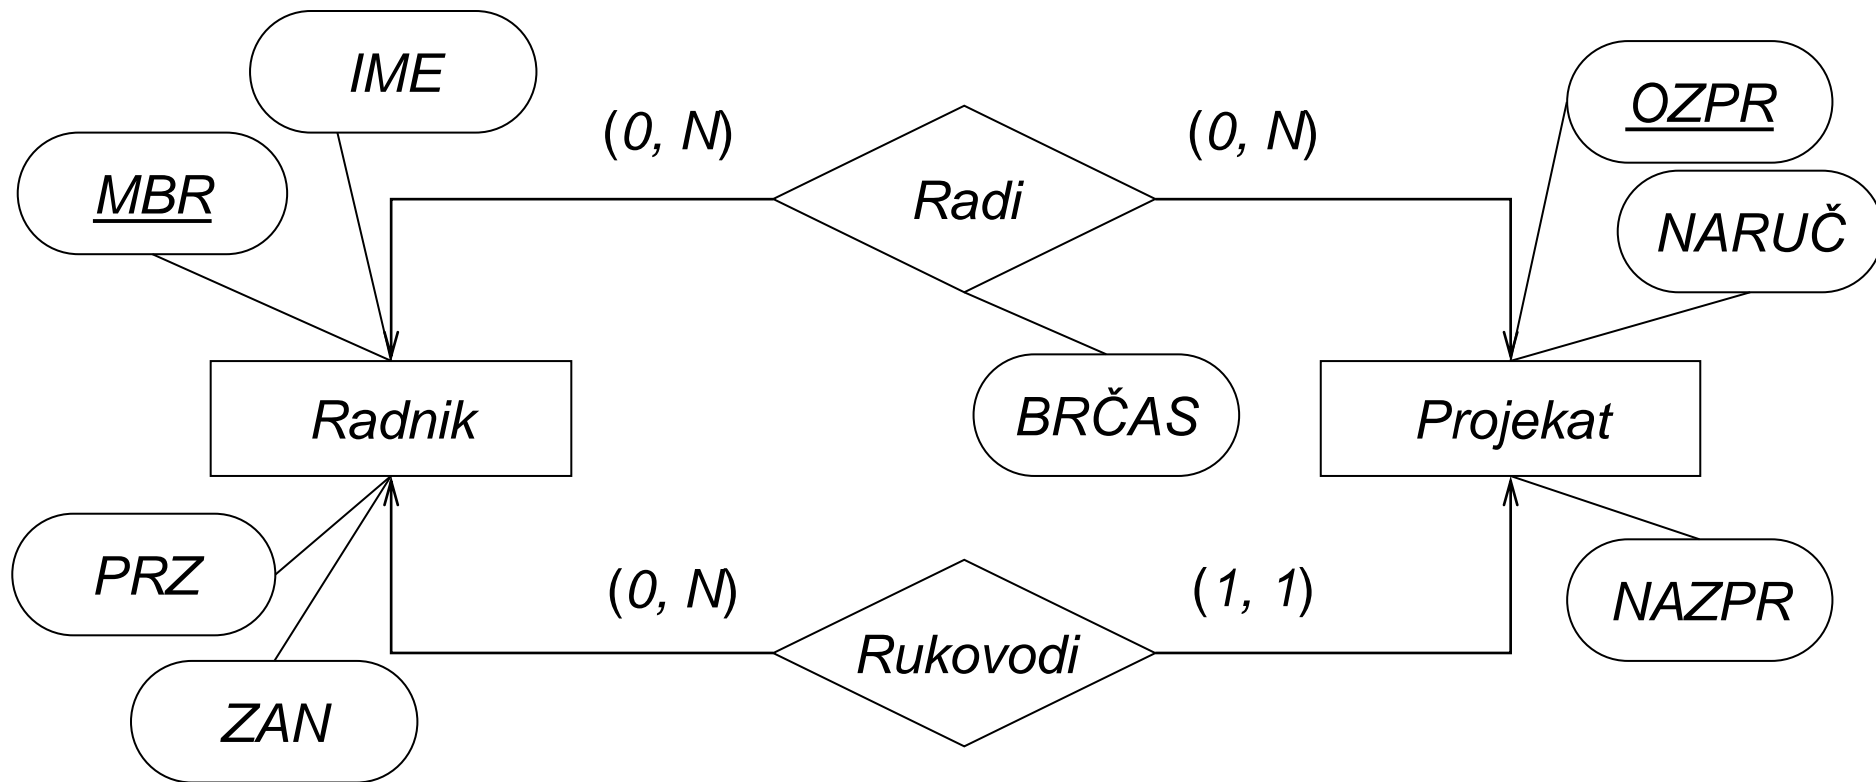 IME
OZPR
(0, N)
(0, N)
MBR
Radi
NARUČ
Radnik
BRČAS
Projekat
PRZ
(0, N)
(1, 1)
NAZPR
Rukovodi
ZAN